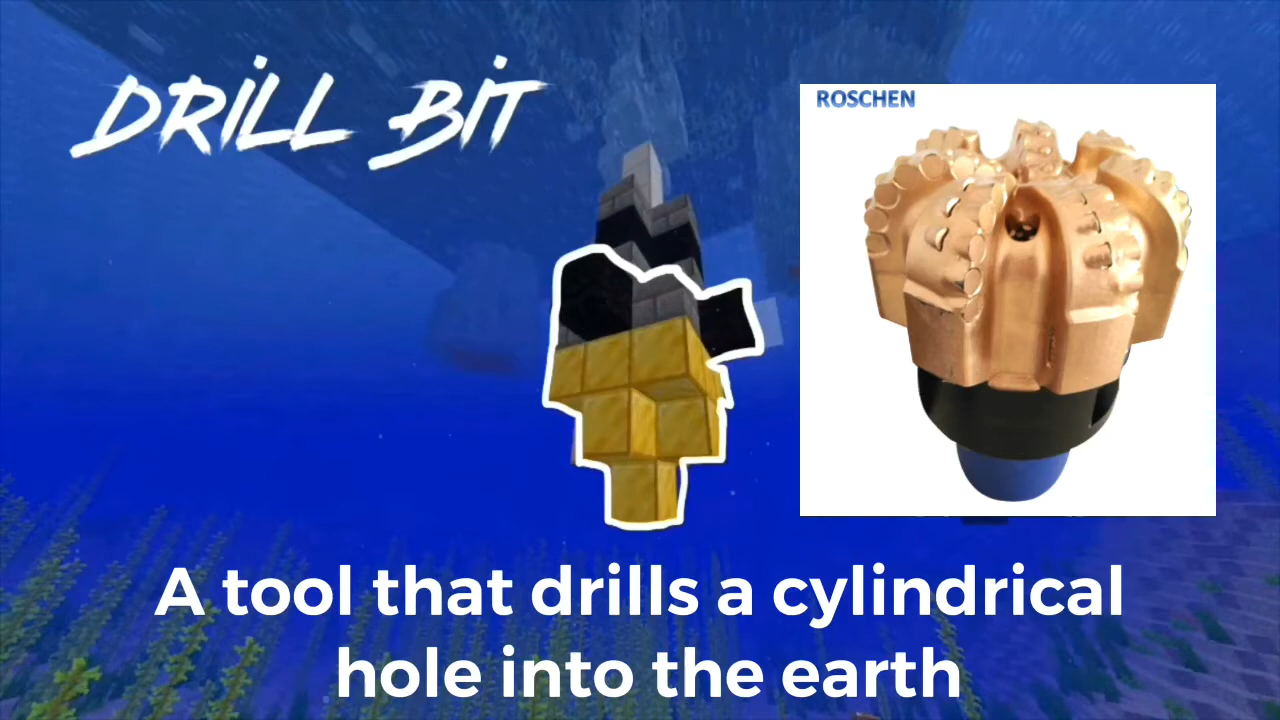 DRILL BIT
ROSCHEN
A tool that drills a cylindrical
hole into the earth